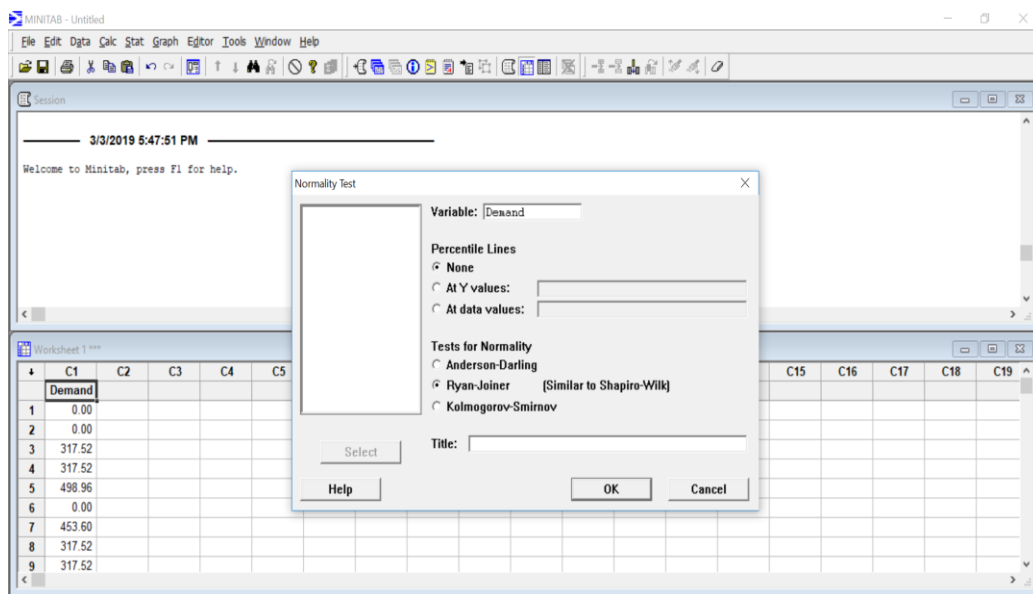 MINITAB - Untitled
File Edit Data Calc Stat Graph Editor Tools Window Help
Session
3/3/2019 5:47:51 PM
Welcome to Minitab, press F1 for help.
Normality Test
Variable: Demand
Percentile Lines
None
At Y values:
At data values:
Tests for Normality
Anderson-Darling
Ryan-Joiner (Similar to Shapiro-Wilk)
Kolmogorov-Smirnov
Select
Title:
Help OK Cancel
Worksheet 1 ***
C1 C2 C3 C4 C5 C15 C16 C17 C18 C19
Demand
1 0.00
2 0.00
3 317.52
4 317.52
5 498.96
6 0.00
7 453.60
8 317.52
9 317.52